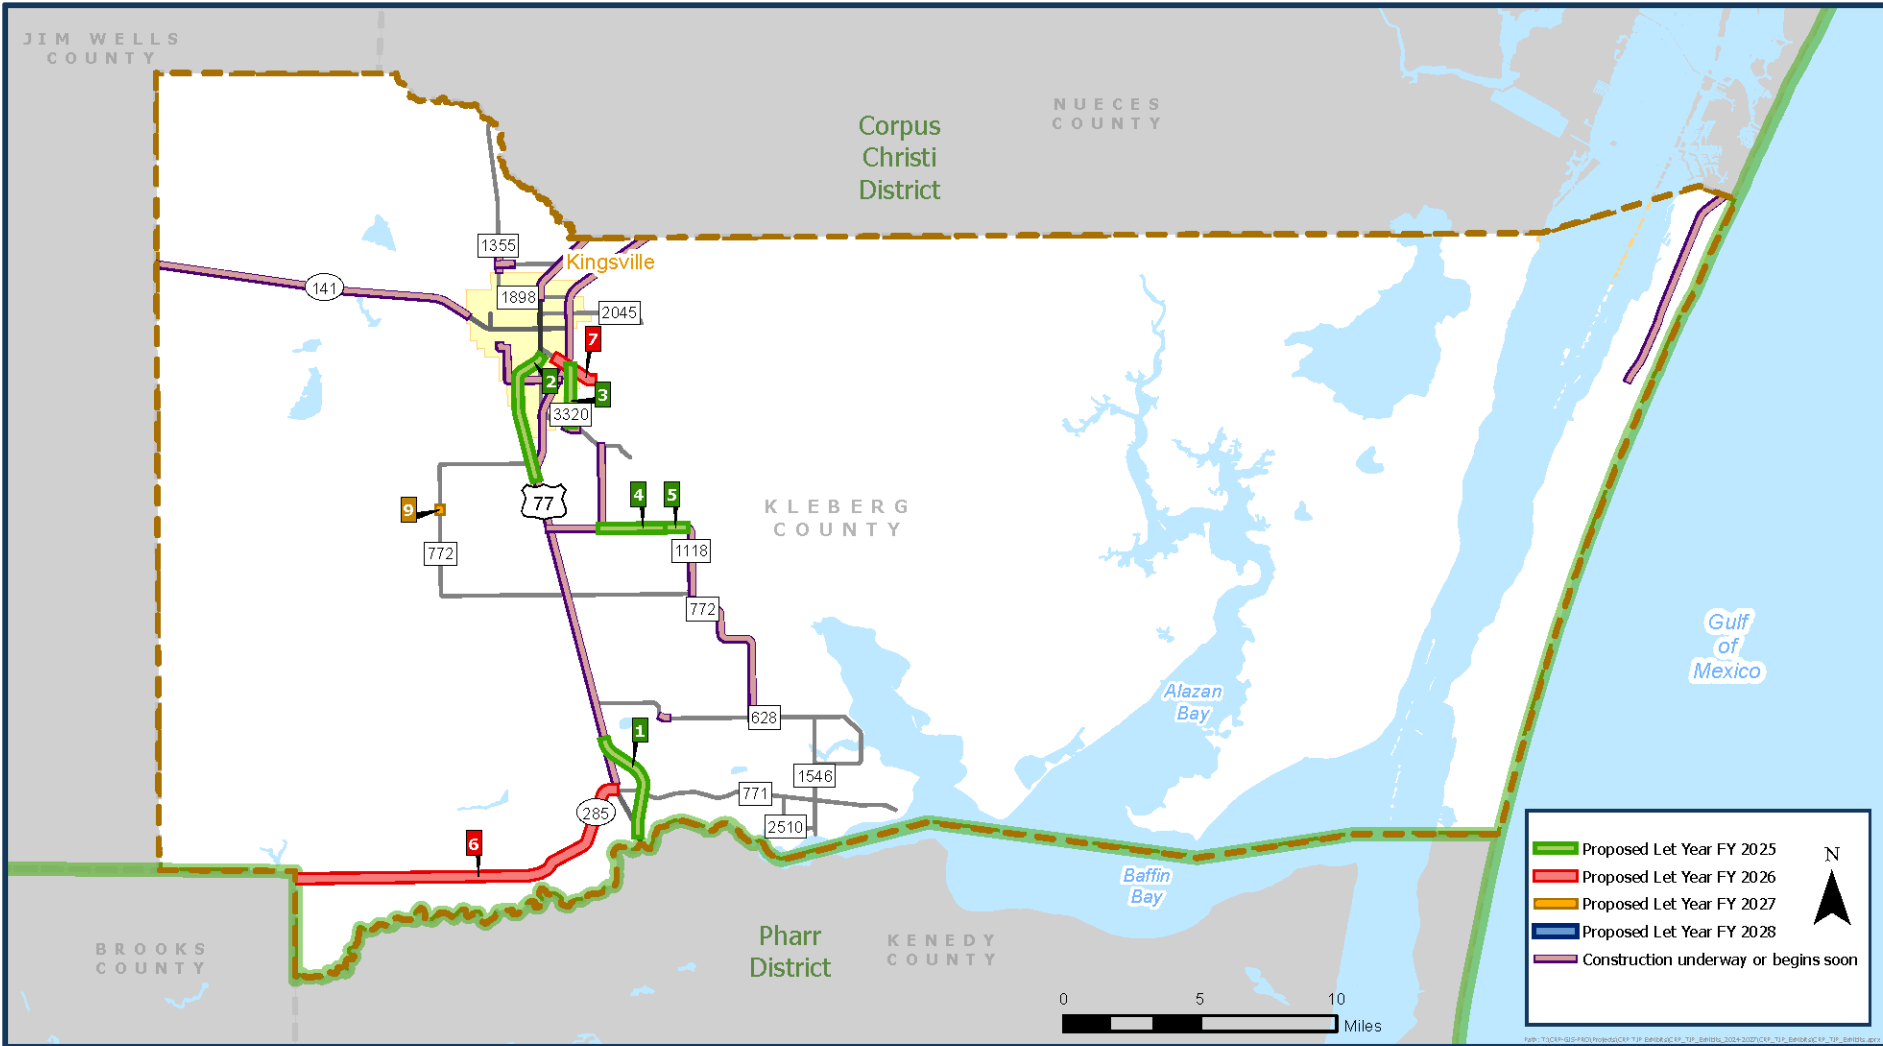 JIM WELLS
COUNTY
NUECES
COUNTY
Corpus
Christi
District
1355
Kingsville
141
1898
2045
7
2
3
3320
77
4
5
9
KLEBERG
COUNTY
772
1118
772
Gulf
of
Mexico
Alazan
Bay
628
1
1546
771
285
2510
6
Baffin
Bay
Pharr
District
KENEDY
COUNTY
BROOKS
COUNTY
0
5
10
Miles
Proposed Let Year FY 2025
Proposed Let Year FY 2026
Proposed Let Year FY 2027
Proposed Let Year FY 2028
Construction underway or begins soon
N